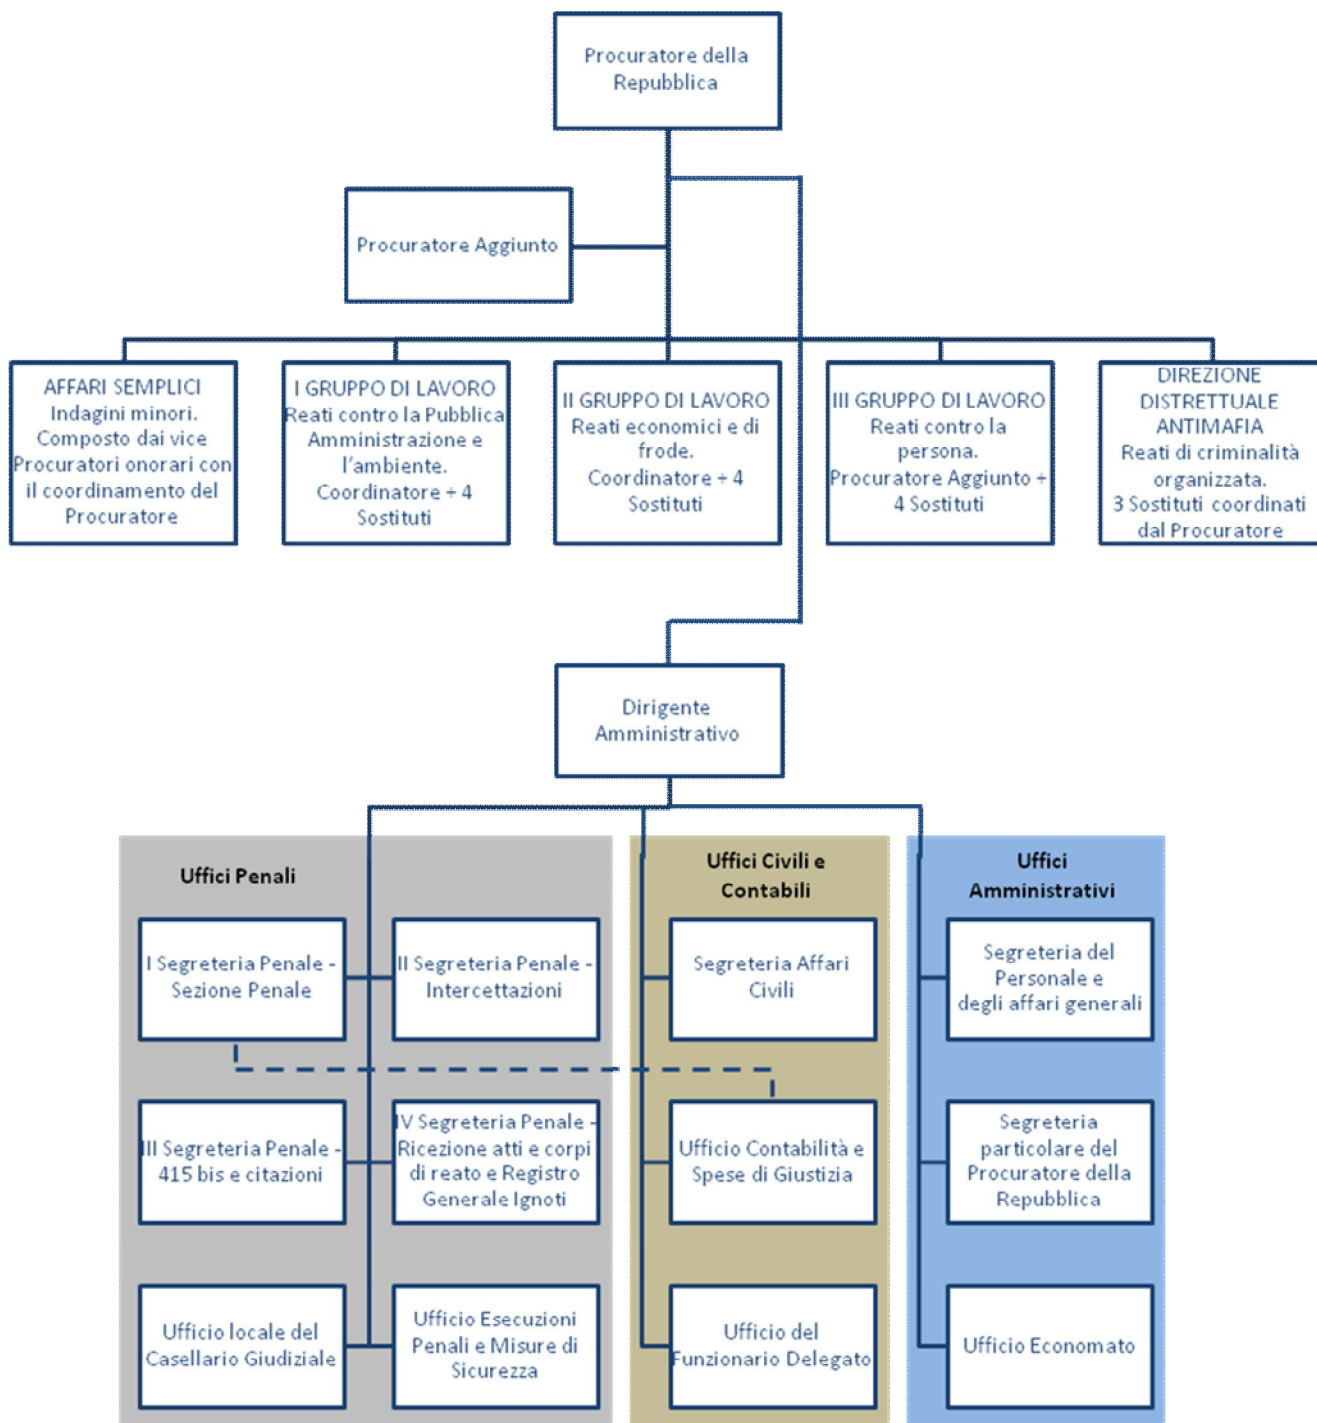 Procuratore della
Repubblica
Procuratore Aggiunto
AFFARI SEMPLICI
Indagini minori.
Composto dai vice
Procuratori onorari con
il coordinamento del
Procuratore
I GRUPPO DI LAVORO
Reati contro la Pubblica
Amministrazione e
l'ambiente.
Coordinatore + 4
Sostituti
II GRUPPO DI LAVORO
Reati economici e di
frode.
Coordinatore + 4
Sostituti
III GRUPPO DI LAVORO
Reati contro la
persona.
Procuratore Aggiunto +
4 Sostituti
DIREZIONE
DISTRETTUALE
ANTIMAFIA
Reati di criminalità
organizzata.
3 Sostituti coordinati
dal Procuratore
Dirigente
Amministrativo
Uffici Penali
I Segreteria Penale -
Sezione Penale
II Segreteria Penale -
Intercettazioni
III Segreteria Penale -
415 bis e citazioni
IV Segreteria Penale -
Ricezione atti e corpi
di reato e Registro
Generale Ignoti
Ufficio locale del
Casellario Giudiziale
Ufficio Esecuzioni
Penali e Misure di
Sicurezza
Uffici Civili e
Contabili
Segreteria Affari
Civili
Ufficio Contabilità e
Spese di Giustizia
Ufficio del
Funzionario Delegato
Uffici
Amministrativi
Segreteria del
Personale e
degli affari generali
Segreteria
particolare del
Procuratore della
Repubblica
Ufficio Economato